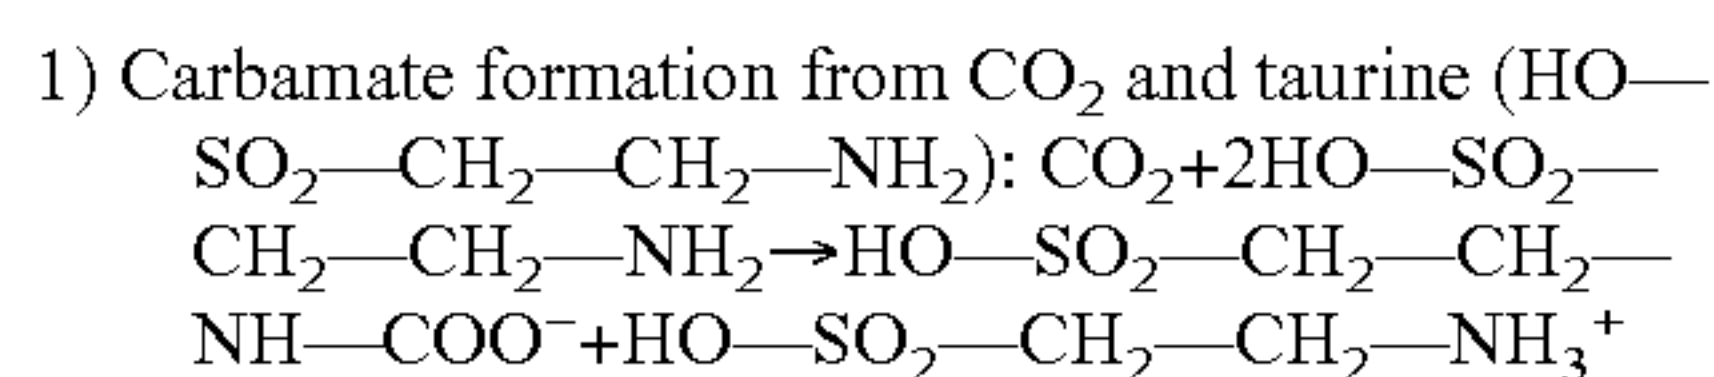 1) Carbamate formation from CO₂ and taurine (HO—
SO₂—CH₂—CH₂—NH₂): CO₂+2HO—SO₂—
CH₂—CH₂—NH₂→HO—SO₂—CH₂—CH₂—
NH—COO⁻+HO—SO₂—CH₂—CH₂—NH₃⁺